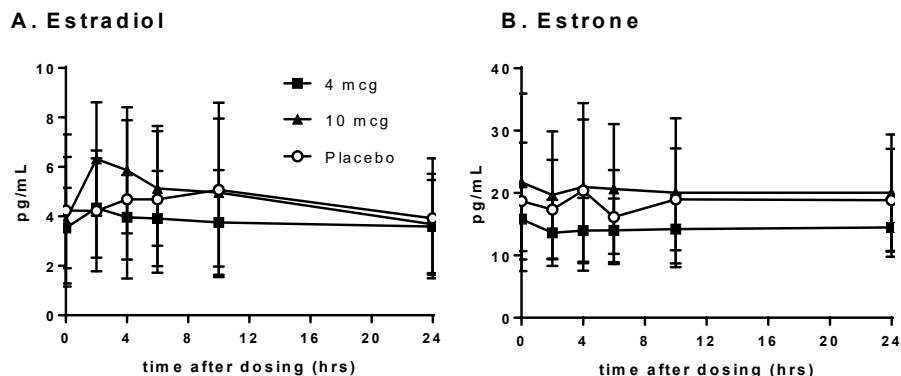 A. Estradiol
10
8
6
4
2
0
pg/mL
0 4 8 12 16 20 24
time after dosing (hrs)
4 mcg
10 mcg
Placebo
B. Estrone
40
30
20
10
0
pg/mL
0 4 8 12 16 20 24
time after dosing (hrs)